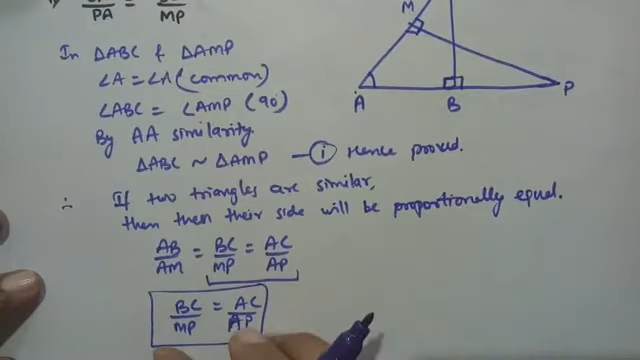 PA = MP
M
In ΔABC & ΔAMP
∠A = ∠A (common)
∠ABC = ∠AMP (90)
A
B
P
By AA similarity
ΔABC ~ ΔAMP — (i) Hence proved.
∴ If two triangles are similar,
then then their side will be proportionally equal.
AB/AM = BC/MP = AC/AP
BC/MP = AC/AP